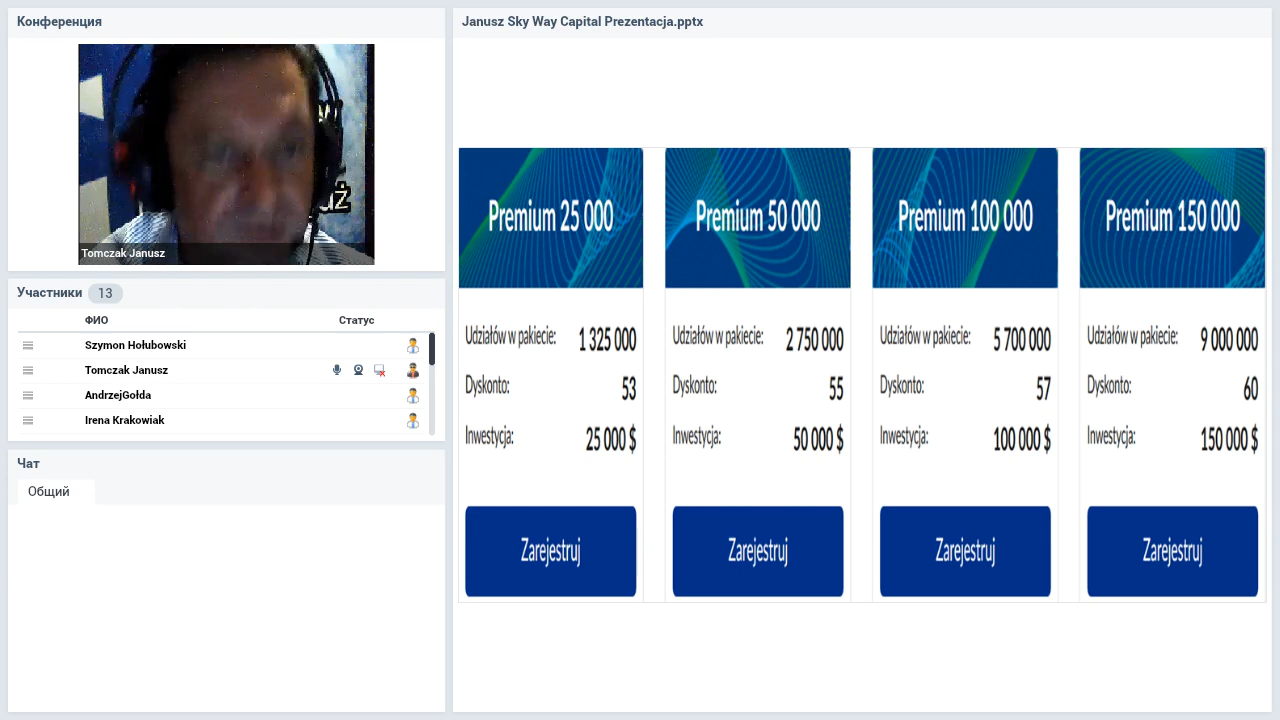 Конференция
Tomczak Janusz
Участники 13
ФИО Статус
Szymon Hołubowski
Tomczak Janusz
AndrzejGołda
Irena Krakowiak
Чат
Общий
Janusz Sky Way Capital Prezentacja.pptx
Premium 25 000
Udziałów w pakiecie: 1 325 000
Dyskonto: 53
Inwestycja: 25 000 $
Zarejestruj
Premium 50 000
Udziałów w pakiecie: 2 750 000
Dyskonto: 55
Inwestycja: 50 000 $
Zarejestruj
Premium 100 000
Udziałów w pakiecie: 5 700 000
Dyskonto: 57
Inwestycja: 100 000 $
Zarejestruj
Premium 150 000
Udziałów w pakiecie: 9 000 000
Dyskonto: 60
Inwestycja: 150 000 $
Zarejestruj